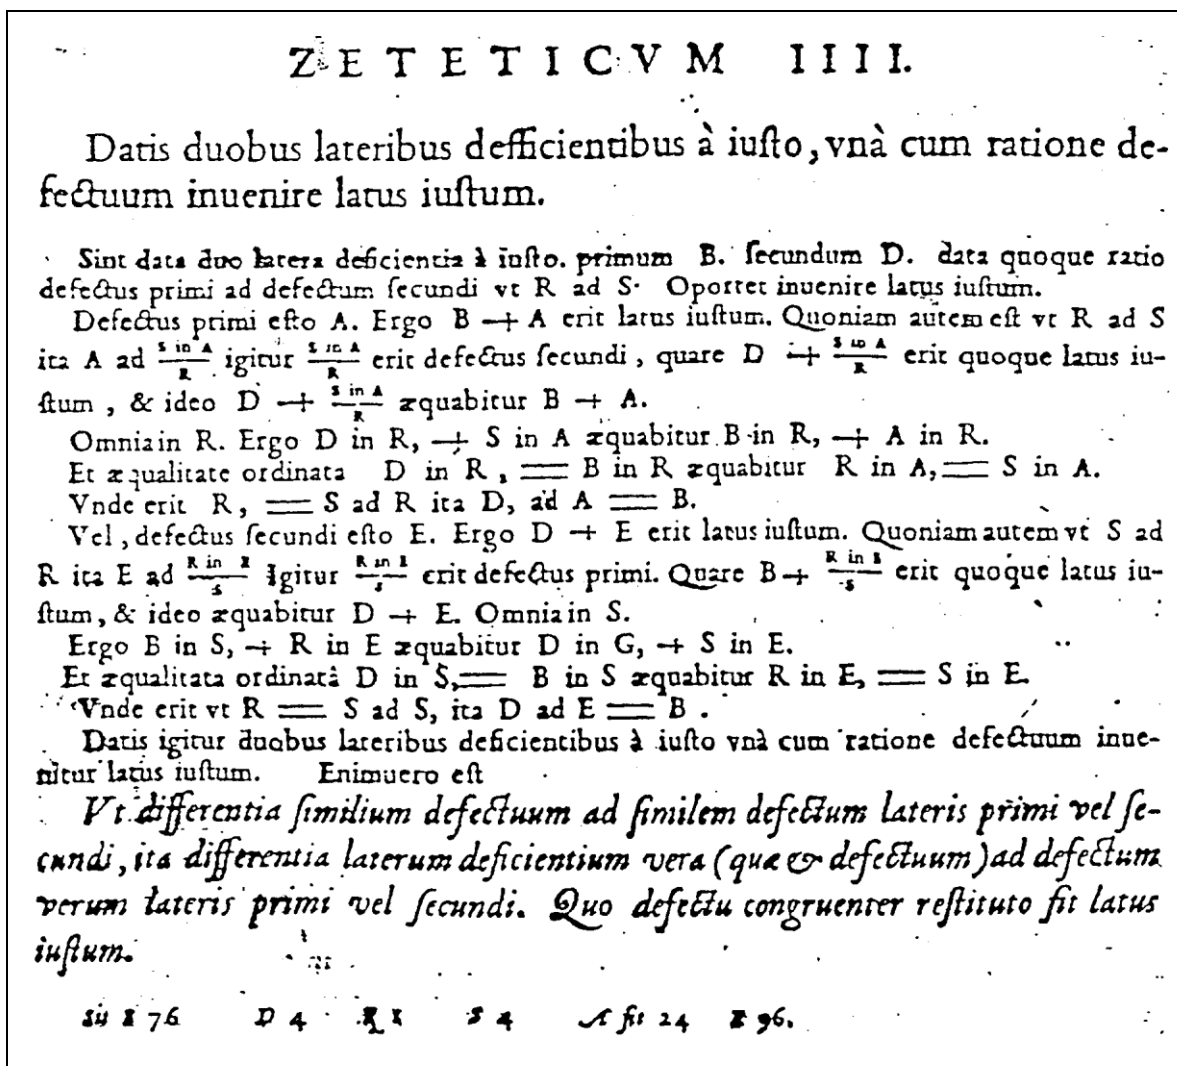 ZETETICVM IIII.
Datis duobus lateribus defficientibus à iuſto, vnà cum ratione de-
fectuum inuenire latus iuſtum.
Sint data duo latera deficientia à iuſto. primum B. ſecundum D. data quoque ratio
defectus primi ad defectum ſecundi vt R ad S. Oportet inuenire latus iuſtum.
Defectus primi eſto A. Ergo B + A erit latus iuſtum. Quoniam autem eſt vt R ad S
ita A ad \frac{S in A}{R} igitur \frac{S in A}{R} erit defectus ſecundi, quare D + \frac{S in A}{R} erit quoque latus iu-
ſtum, & ideo D + \frac{S in A}{R} æquabitur B + A.
Omnia in R. Ergo D in R, + S in A æquabitur B in R, + A in R.
Et æqualitate ordinata D in R, == B in R æquabitur R in A, == S in A.
Vnde erit R, == S ad R ita D, ad A == B.
Vel, defectus ſecundi eſto E. Ergo D + E erit latus iuſtum. Quoniam autem vt S ad
R ita E ad \frac{R in E}{S} Igitur \frac{R in E}{S} erit defectus primi. Quare B + \frac{R in E}{S} erit quoque latus iu-
ſtum, & ideo æquabitur D + E. Omnia in S.
Ergo B in S, + R in E æquabitur D in G, + S in E.
Et æqualitata ordinatâ D in S, == B in S æquabitur R in E, == S in E.
Vnde erit vt R == S ad S, ita D ad E == B.
Datis igitur duobus lateribus deficientibus à iuſto vnà cum ratione defectuum inue-
nitur latus iuſtum. Enimuero eſt
Vt differentia ſimilium defectuum ad ſimilem defectum lateris primi vel ſe-
cundi, ita differentia laterum deficientium vera (quæ & defectuum) ad defectum
verum lateris primi vel ſecundi. Quo defectu congruenter reſtituto fit latus
iuſtum.
76 D 4 R 1 S 4 A fit 24 E 96.